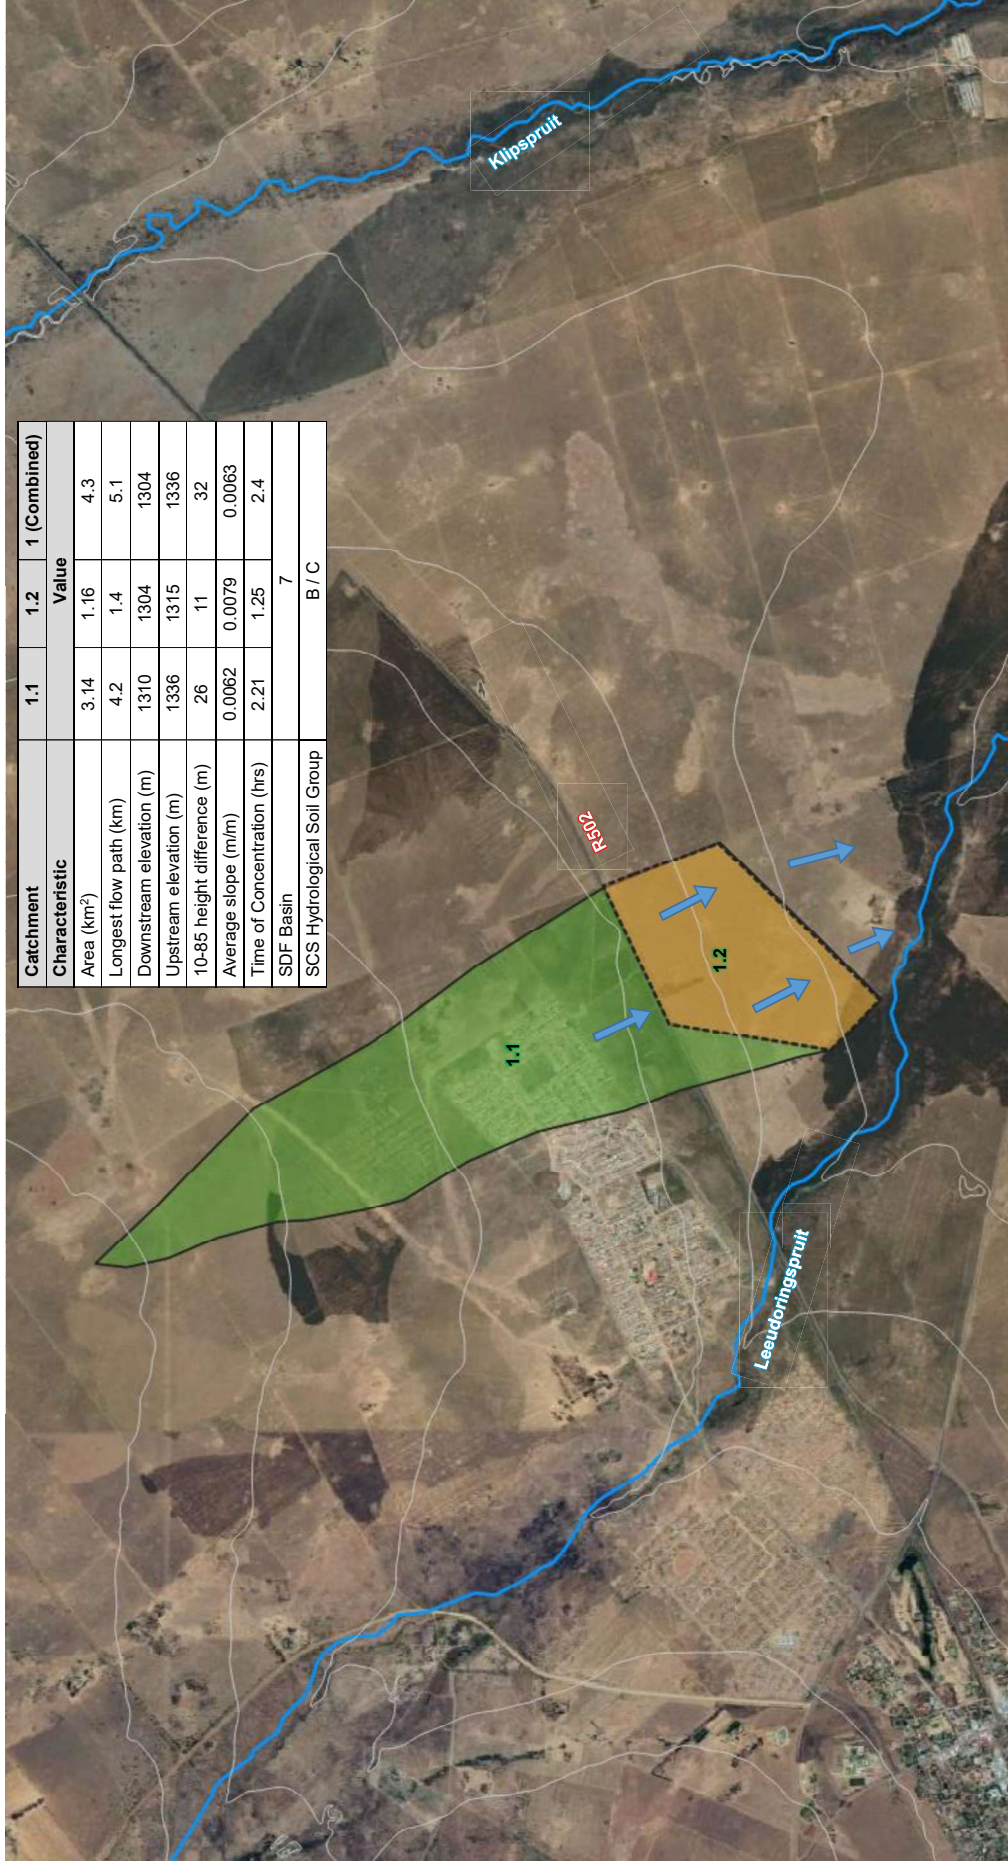 Catchment 1.1 1.2 1 (Combined)
Characteristic Value
Area (km²) 3.14 1.16 4.3
Longest flow path (km) 4.2 1.4 5.1
Downstream elevation (m) 1310 1304 1304
Upstream elevation (m) 1336 1315 1336
10-85 height difference (m) 26 11 32
Average slope (m/m) 0.0062 0.0079 0.0063
Time of Concentration (hrs) 2.21 1.25 2.4
SDF Basin 7
SCS Hydrological Soil Group B / C
Klipspruit
R502
1.1
1.2
Leeudoringspruit